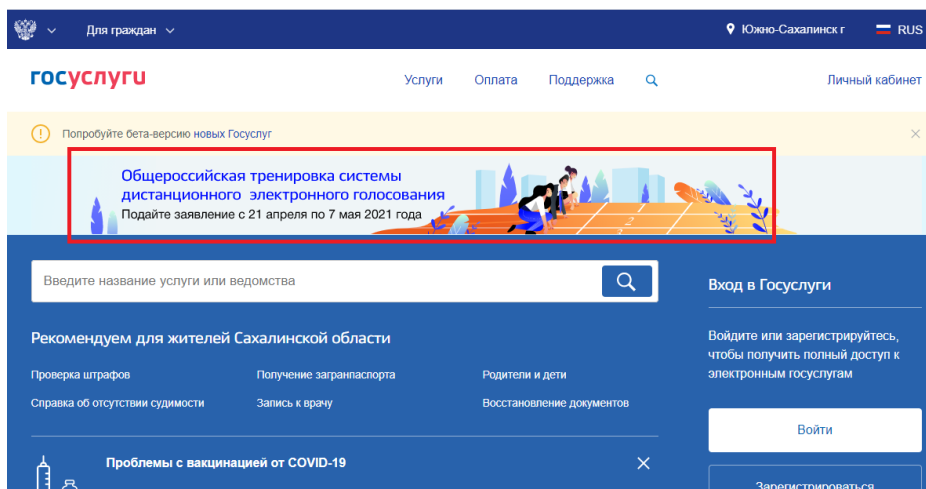 Для граждан
Южно-Сахалинск г
RUS
госуслуги
Услуги
Оплата
Поддержка
Личный кабинет
Попробуйте бета-версию новых Госуслуг
Общероссийская тренировка системы
дистанционного электронного голосования
Подайте заявление с 21 апреля по 7 мая 2021 года
1
2
Введите название услуги или ведомства
Рекомендуем для жителей Сахалинской области
Проверка штрафов
Получение загранпаспорта
Родители и дети
Справка об отсутствии судимости
Запись к врачу
Восстановление документов
Проблемы с вакцинацией от COVID-19
Вход в Госуслуги
Войдите или зарегистрируйтесь,
чтобы получить полный доступ к
электронным госуслугам
Войти
Зарегистрироваться